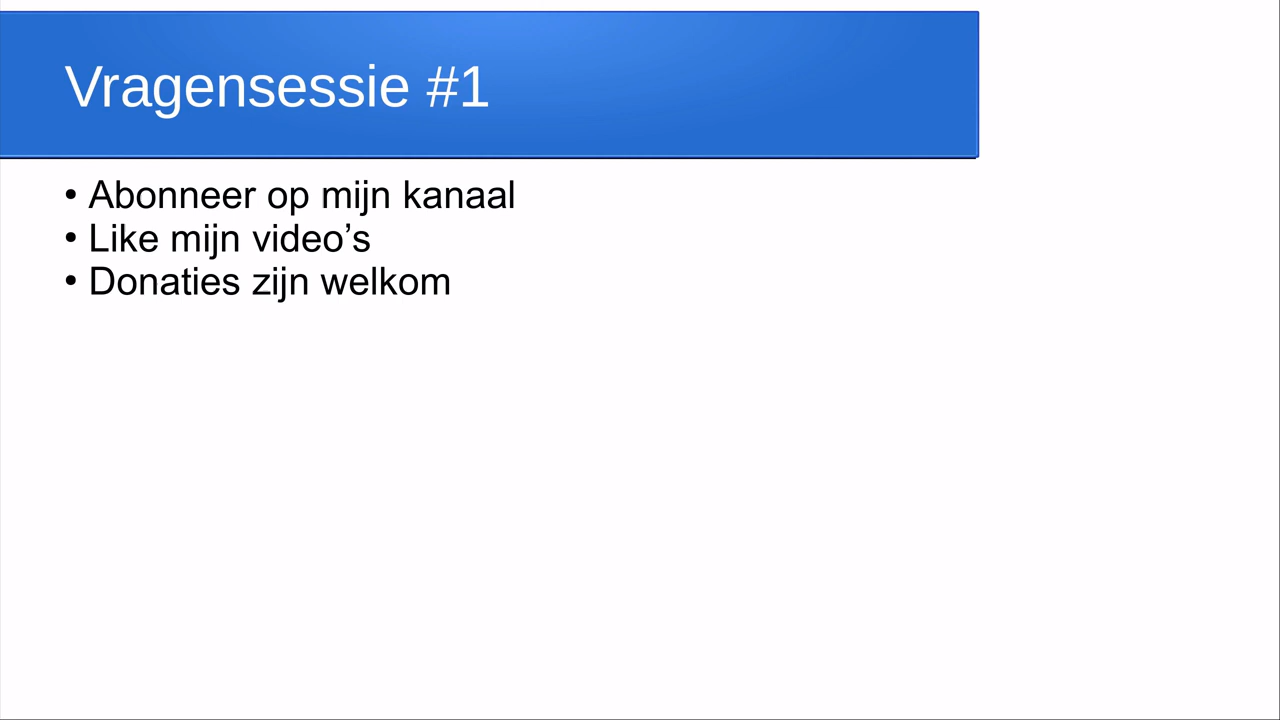 Vragensessie #1
• Abonneer op mijn kanaal
• Like mijn video’s
• Donaties zijn welkom